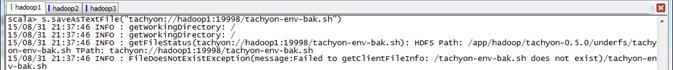 hadoop1 hadoop2 hadoop3
scala> s.saveAsTextFile("tachyon://hadoop1:19998/tachyon-env-bak.sh")
15/08/31 21:37:46 INFO : getWorkingDirectory: /
15/08/31 21:37:46 INFO : getWorkingDirectory: /
15/08/31 21:37:46 INFO : getFileStatus(tachyon://hadoop1:19998/tachyon-env-bak.sh): HDFS Path: /app/hadoop/tachyon-0.5.0/underfs/tachy
on-env-bak.sh TPath: tachyon://hadoop1:19998/tachyon-env-bak.sh
15/08/31 21:37:46 INFO : FileDoesNotExistException(message:Failed to getClientFileInfo: /tachyon-env-bak.sh does not exist)/tachyon-en
v-bak.sh